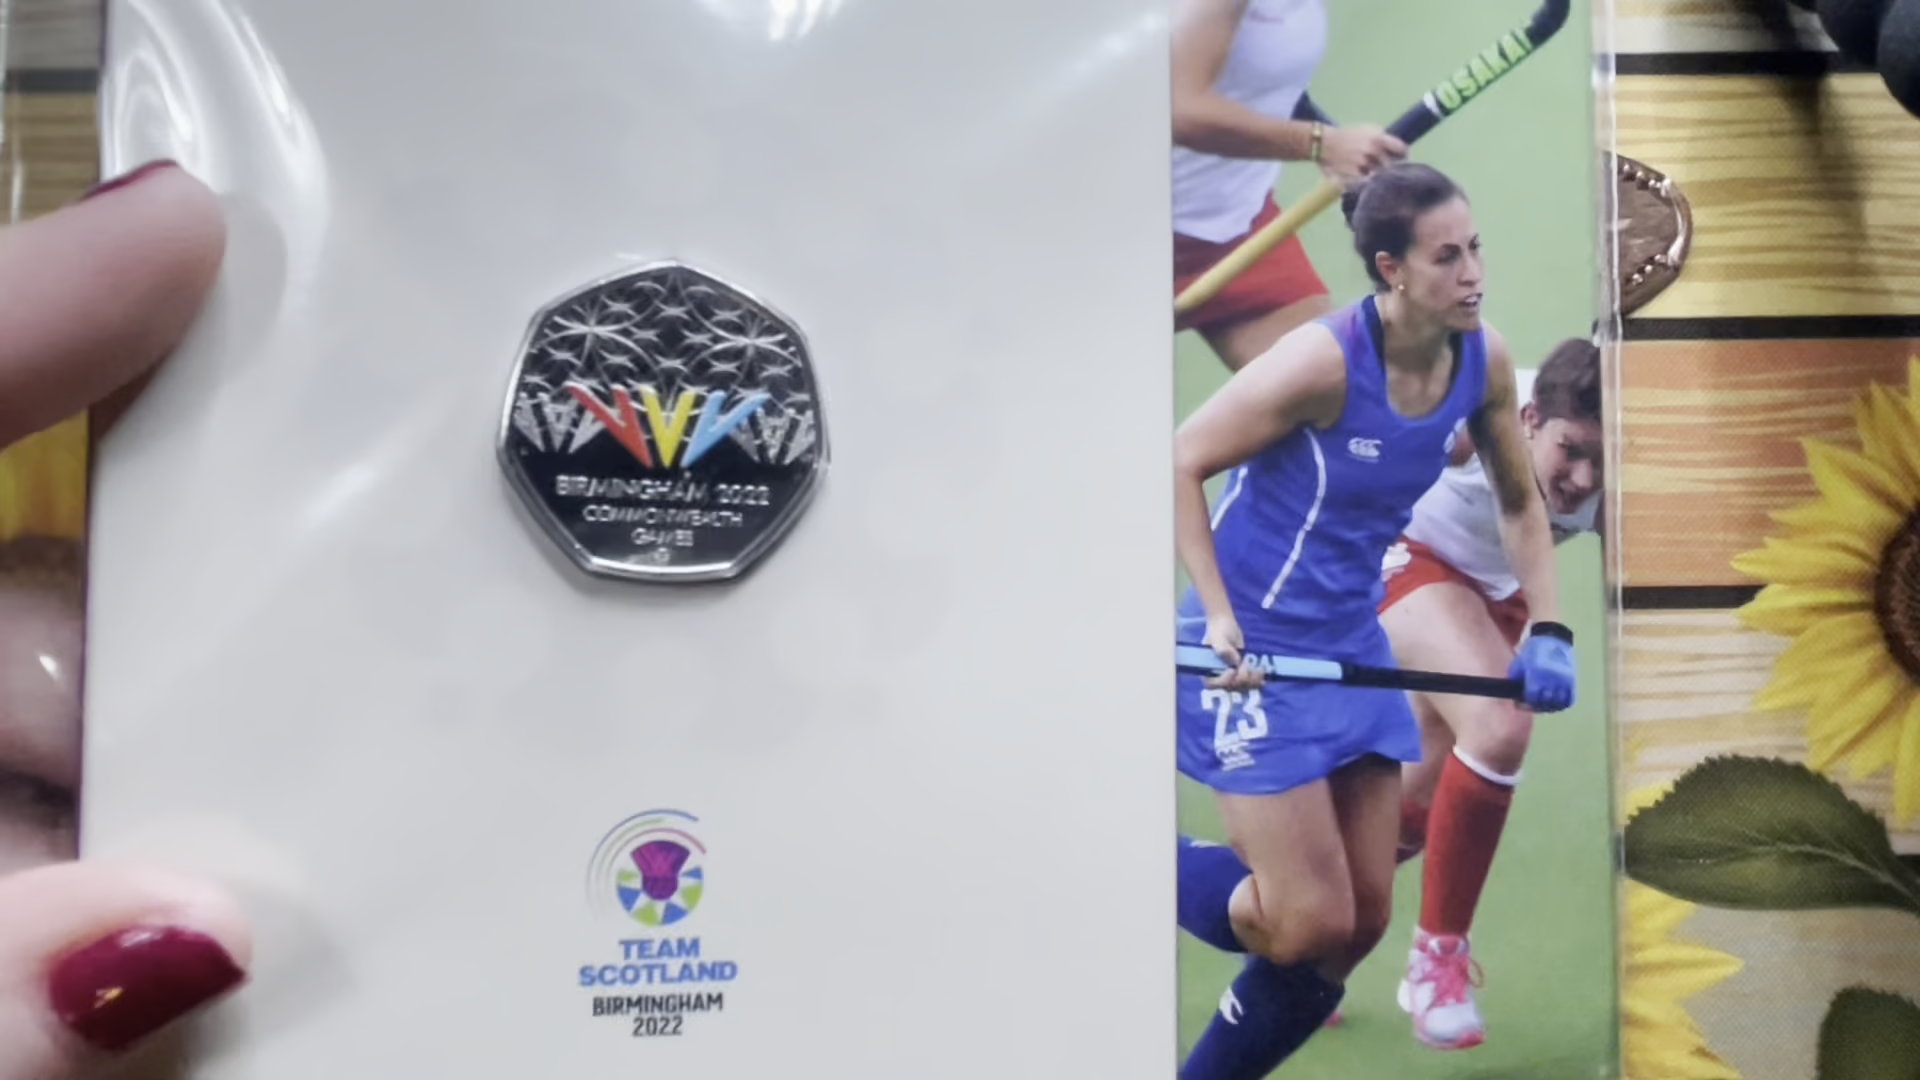 OSAKA
BIRMINGHAM 2022
COMMONWEALTH
GAMES
23
TEAM
SCOTLAND
BIRMINGHAM
2022